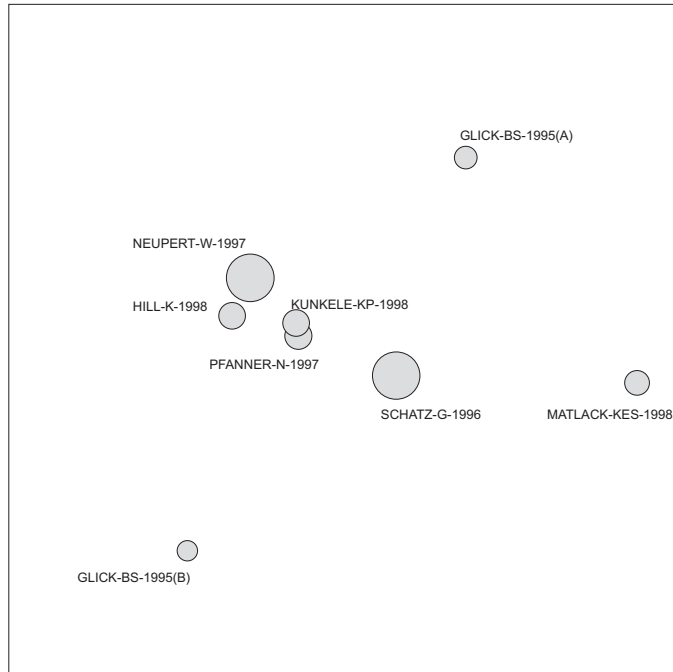 GLICK-BS-1995(A)
NEUPERT-W-1997
HILL-K-1998
KUNKELE-KP-1998
PFANNER-N-1997
SCHATZ-G-1996
MATLACK-KES-1998
GLICK-BS-1995(B)